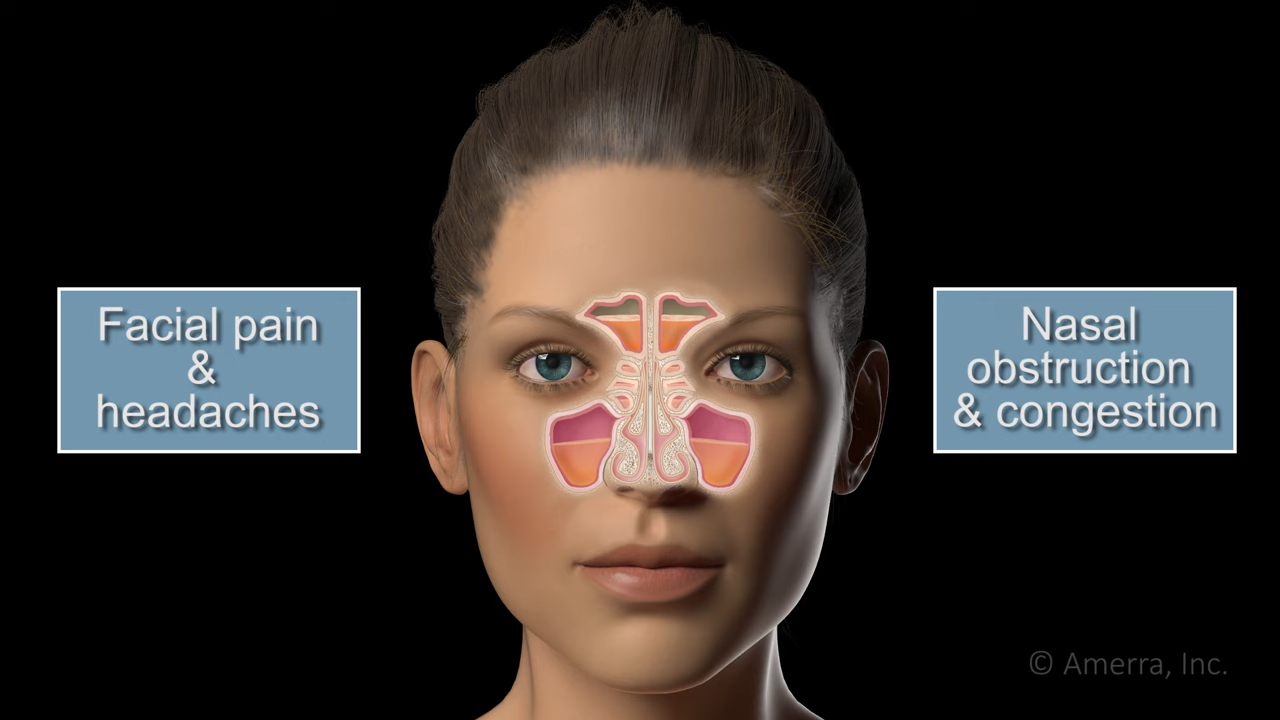 Facial pain
&
headaches
Nasal
obstruction
& congestion
© Amerra, Inc.